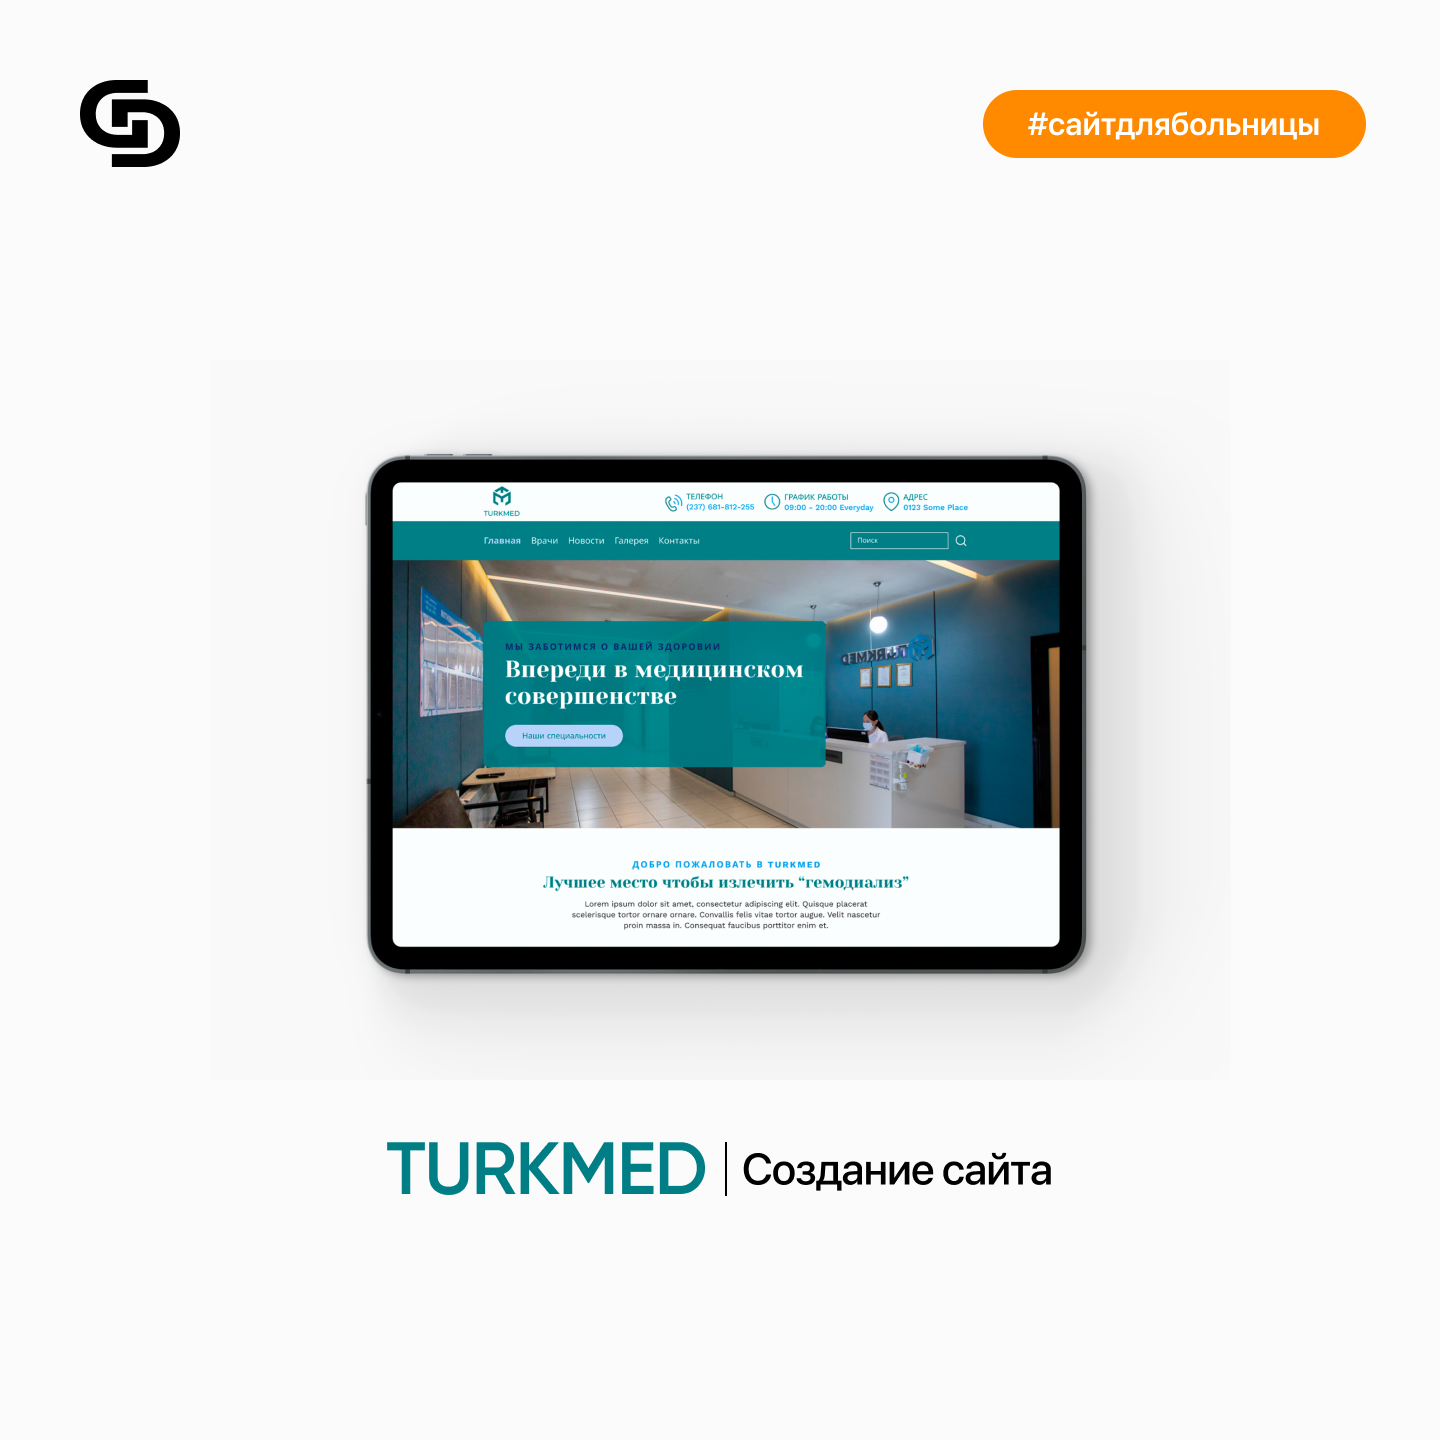 #сайтдлябольницы
TURKMED
ТЕЛЕФОН
(237) 681-812-255
ГРАФИК РАБОТЫ
09:00 - 20:00 Everyday
АДРЕС
0123 Some Place
Главная Врачи Новости Галерея Контакты
Поиск
TURKMED
МЫ ЗАБОТИМСЯ О ВАШЕЙ ЗДОРОВИИ
Впереди в медицинском
совершенстве
Наши специальности
ДОБРО ПОЖАЛОВАТЬ В TURKMED
Лучшее место чтобы излечить “гемодиализ”
Lorem ipsum dolor sit amet, consectetur adipiscing elit. Quisque placerat
scelerisque tortor ornare ornare. Convallis felis vitae tortor augue. Velit nascetur
proin massa in. Consequat faucibus porttitor enim et.
TURKMED | Создание сайта